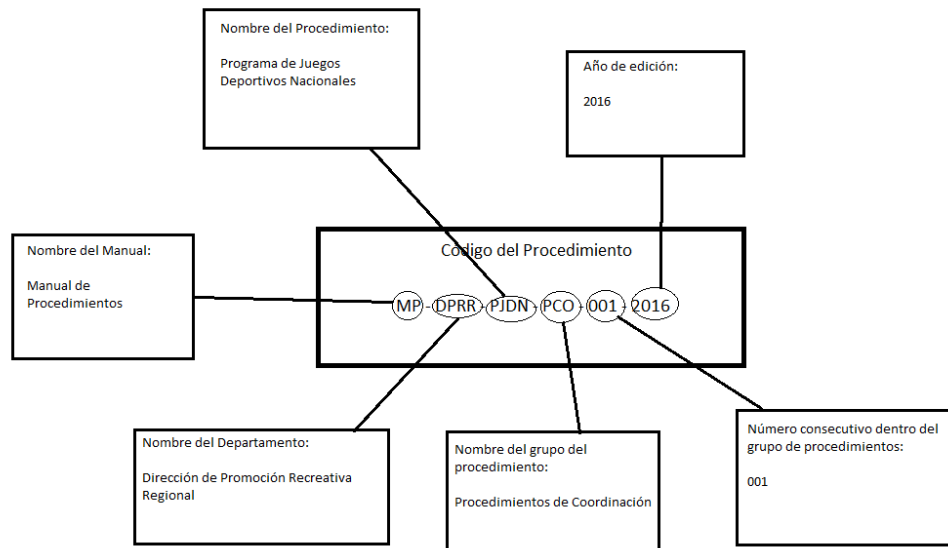 Nombre del Procedimiento:
Programa de Juegos
Deportivos Nacionales
Año de edición:
2016
Nombre del Manual:
Manual de
Procedimientos
Código del Procedimiento
MP - DPRR - PJDN - PCO - 001 - 2016
Nombre del Departamento:
Dirección de Promoción Recreativa
Regional
Nombre del grupo del
procedimiento:
Procedimientos de Coordinación
Número consecutivo dentro del
grupo de procedimientos:
001